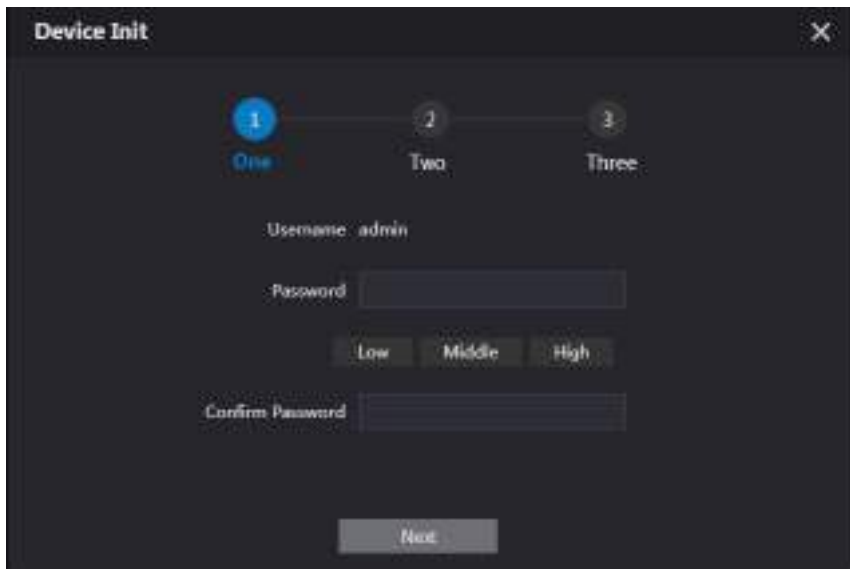 Device Init
1 2 3
One Two Three
Username admin
Password
Low Middle High
Confirm Password
Next